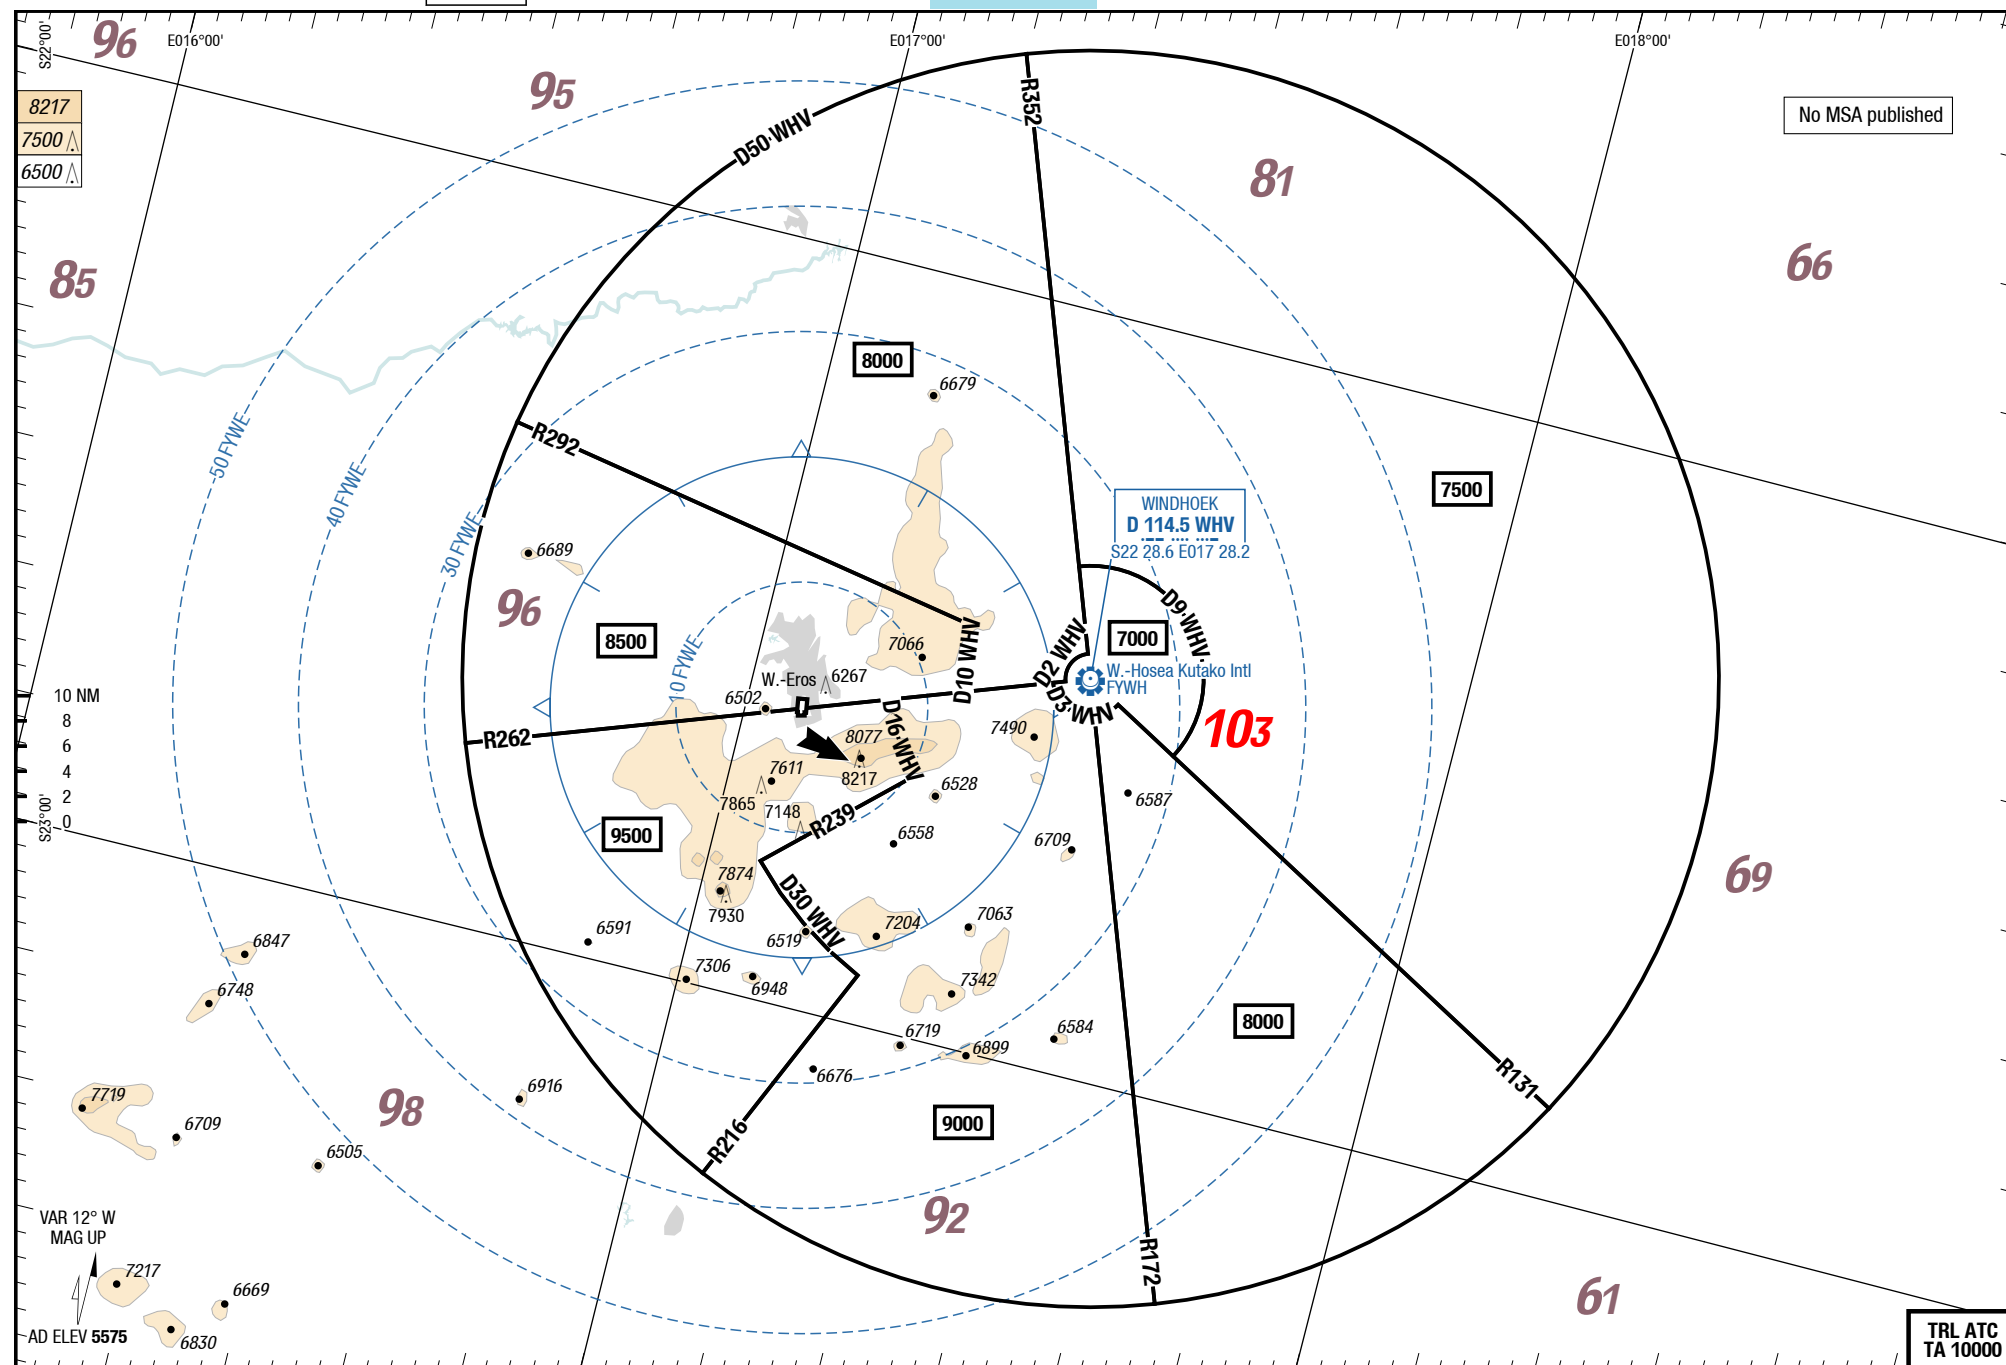 E016°00'
E017°00'
E018°00'
S22°00'
96
95
8217
7500
6500
D50 WHV
R352
No MSA published
81
66
85
8000
6679
50 FYWE
R292
40 FYWE
7500
WINDHOEK
D 114.5 WHV
S22 28.6 E017 28.2
30 FYWE
6689
96
D9 WHV
8500
7000
10 FYWE
7066
D10 WHV
D2 WHV
W.-Eros
6267
W.-Hosea Kutako Intl
FYWH
10 NM
8
6
4
2
0
6502
D3 WHV
D16 WHV
103
R262
7490
8077
7611
8217
7865
7148
6528
6587
S23°00'
R239
9500
6558
6709
7874
69
D30 WHV
7930
7204
7063
6591
6519
6847
7306
6948
7342
6748
8000
6719
6584
6899
6676
R131
7719
6916
98
6709
9000
R216
6505
VAR 12° W
MAG UP
92
R172
7217
6669
61
AD ELEV 5575
6830
TRL ATC
TA 10000